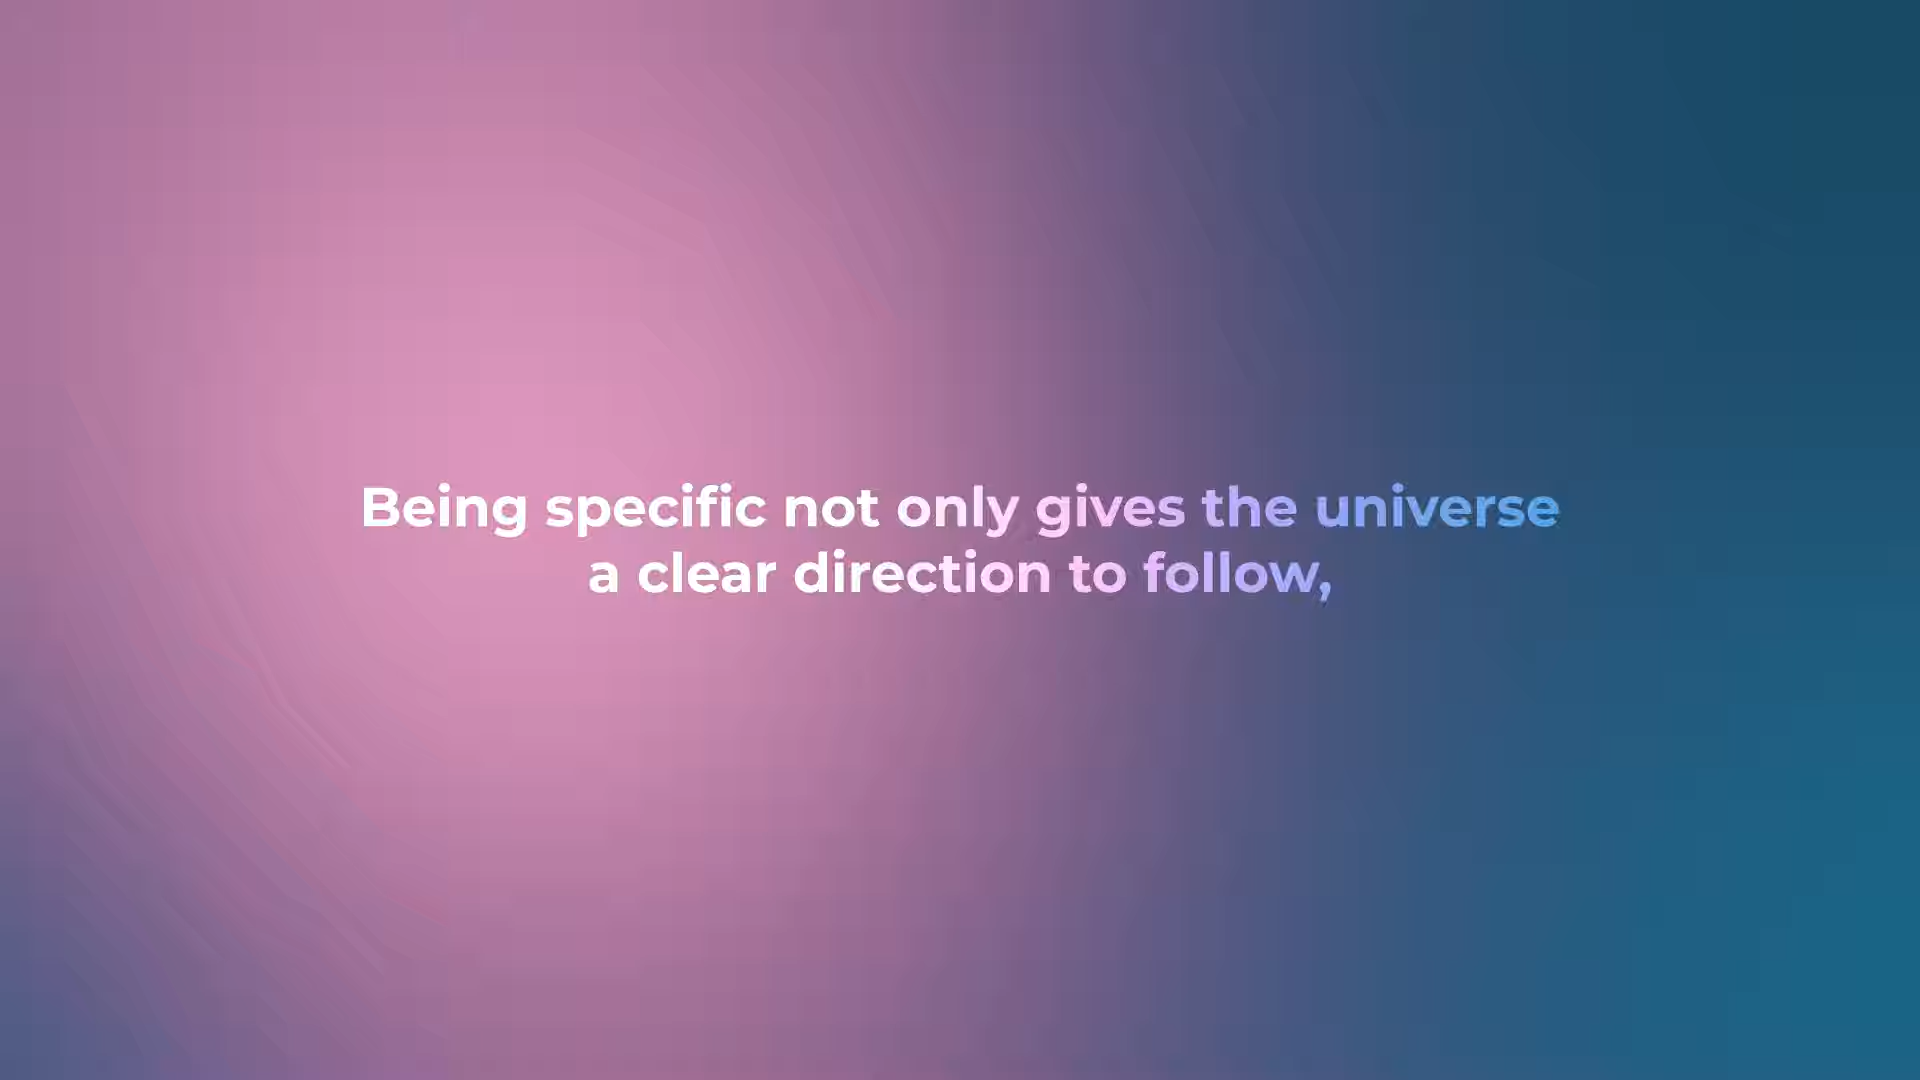 Being specific not only gives the universe
a clear direction to follow,